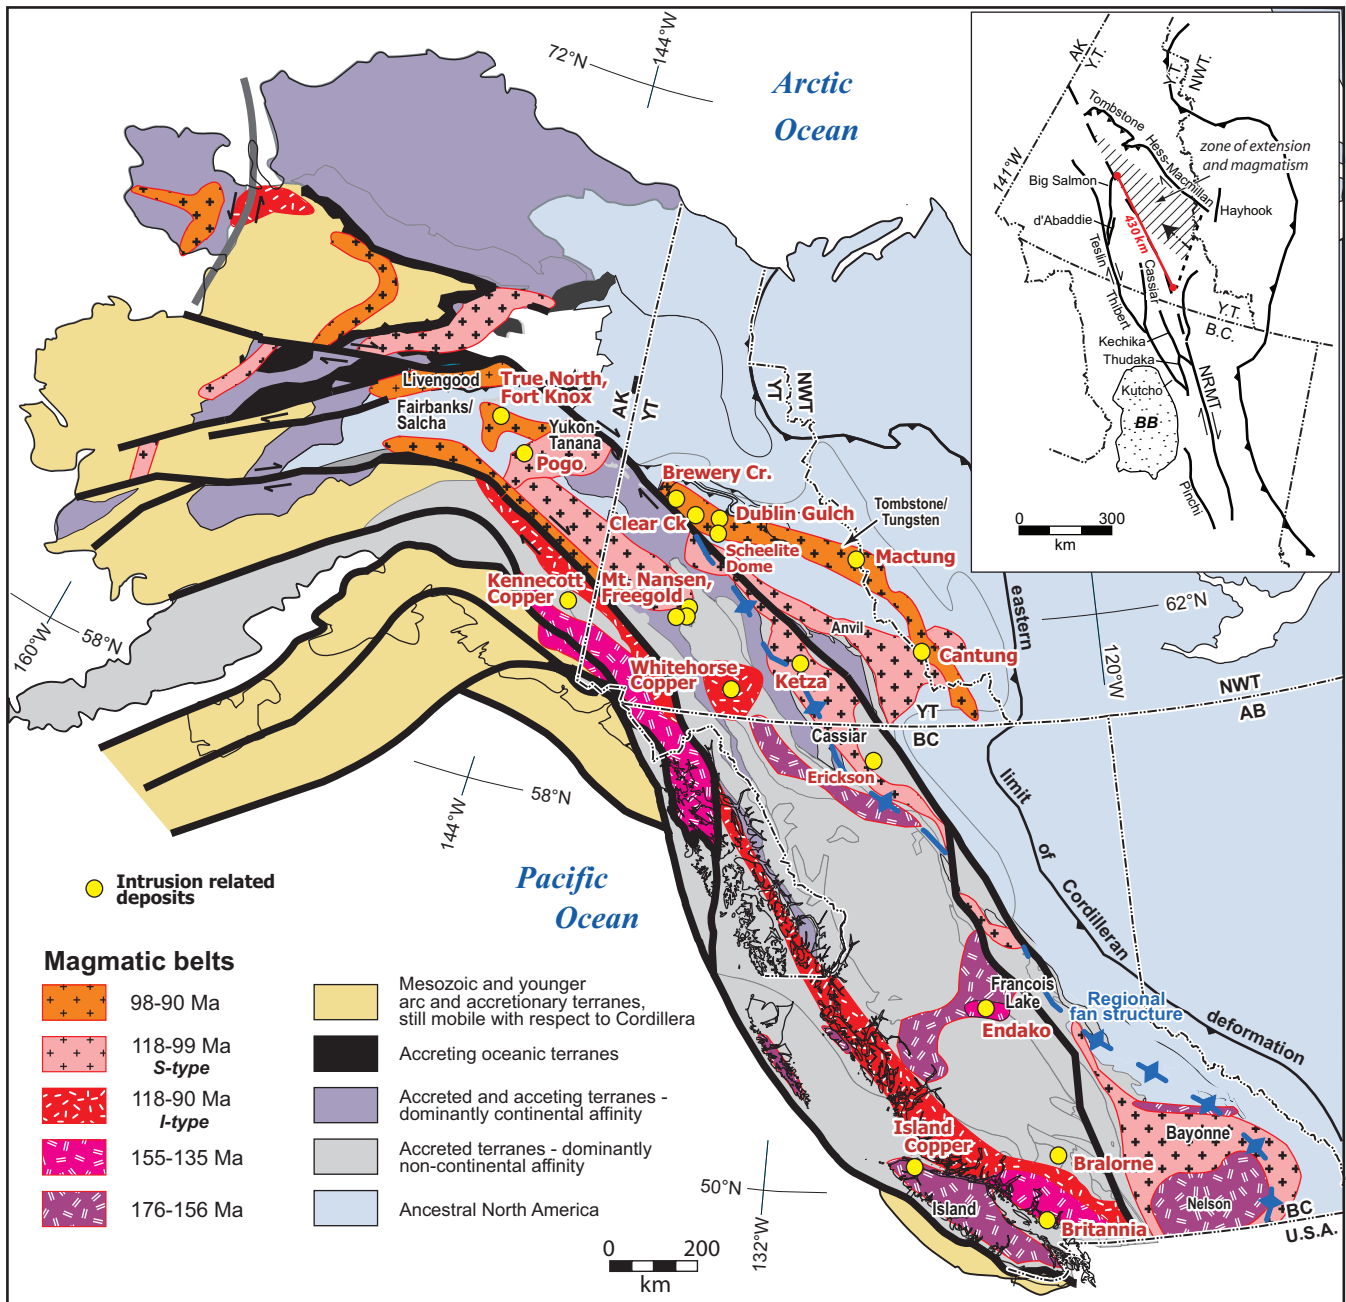 72°N
144°W
Arctic
Ocean
AK
Y.T.
Y.T.
NWT.
Tombstone
Hess-Macmillan
zone of extension
and magmatism
141°W
Big Salmon
Hayhook
d'Abaddie
430 km
Teslin
Cassiar
Thibert
Y.T.
B.C.
Kechika
Thudaka
Kutcho
NRMT
BB
Pinchi
0
300
km
Livengood
True North,
Fort Knox
AK
YT
YT
NWT
Fairbanks/
Salcha
Yukon-
Tanana
Pogo
Brewery Cr.
Tombstone/
Tungsten
Clear Ck
Dublin Gulch
Scheelite
Dome
Mactung
Kennecott
Copper
Mt. Nansen,
Freegold
62°N
eastern
160°W
58°N
Anvil
Cantung
120°W
Whitehorse
Copper
Ketza
NWT
AB
YT
BC
Cassiar
Erickson
144°W
58°N
limit
of
Cordilleran
deformation
Pacific
Ocean
Intrusion related
deposits
Magmatic belts
98-90 Ma
118-99 Ma
S-type
118-90 Ma
I-type
155-135 Ma
176-156 Ma
Mesozoic and younger
arc and accretionary terranes,
still mobile with respect to Cordillera
Accreting oceanic terranes
Accreted and acceting terranes -
dominantly continental affinity
Accreted terranes - dominantly
non-continental affinity
Ancestral North America
Francois
Lake
Endako
Regional
fan structure
Island
Copper
Bralorne
Bayonne
Nelson
Island
Britannia
50°N
132°W
BC
U.S.A.
0
200
km